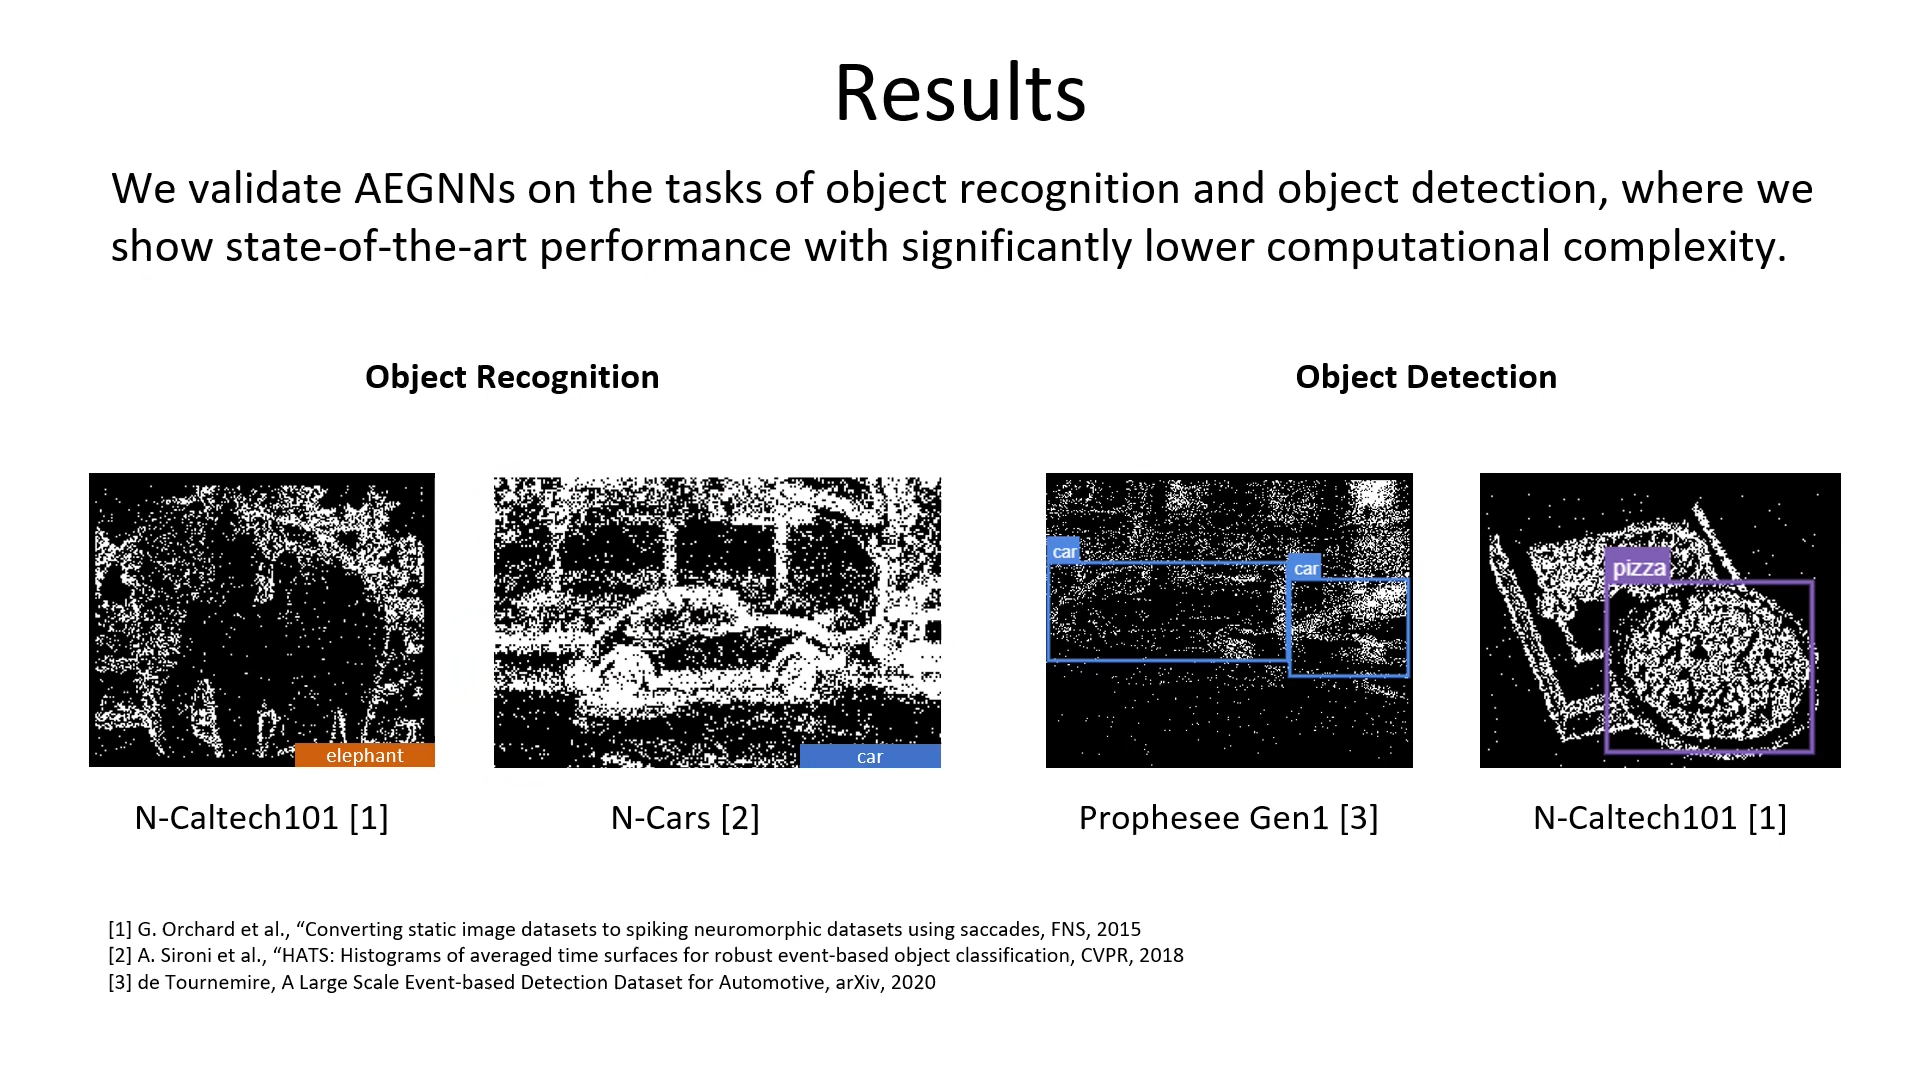 Results
We validate AEGNNs on the tasks of object recognition and object detection, where we
show state-of-the-art performance with significantly lower computational complexity.
Object Recognition
Object Detection
elephant
car
car
car
pizza
N-Caltech101 [1]
N-Cars [2]
Prophesee Gen1 [3]
N-Caltech101 [1]
[1] G. Orchard et al., “Converting static image datasets to spiking neuromorphic datasets using saccades, FNS, 2015
[2] A. Sironi et al., “HATS: Histograms of averaged time surfaces for robust event-based object classification, CVPR, 2018
[3] de Tournemire, A Large Scale Event-based Detection Dataset for Automotive, arXiv, 2020